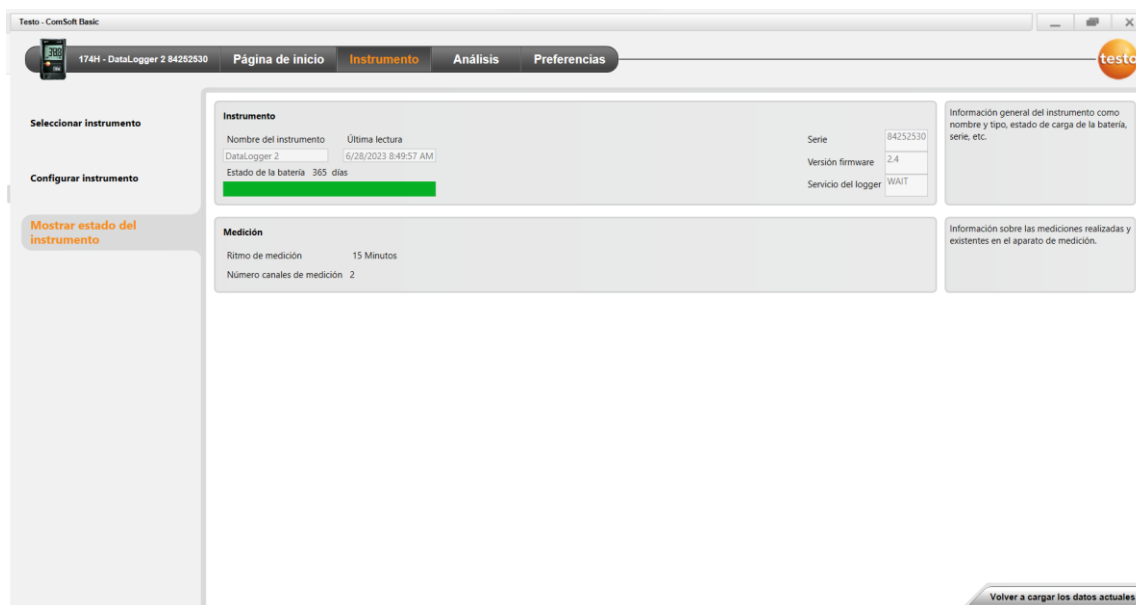 Testo - ComSoft Basic
174H - DataLogger 2 84252530
Página de inicio
Instrumento
Análisis
Preferencias
testo
Seleccionar instrumento
Configurar instrumento
Mostrar estado del
instrumento
Instrumento
Nombre del instrumento
Última lectura
DataLogger 2
6/28/2023 8:49:57 AM
Estado de la batería 365 días
Serie
84252530
Versión firmware
2.4
Servicio del logger
WAIT
Información general del instrumento como
nombre y tipo, estado de carga de la batería,
serie, etc.
Medición
Ritmo de medición 15 Minutos
Número canales de medición 2
Información sobre las mediciones realizadas y
existentes en el aparato de medición.
Volver a cargar los datos actuales